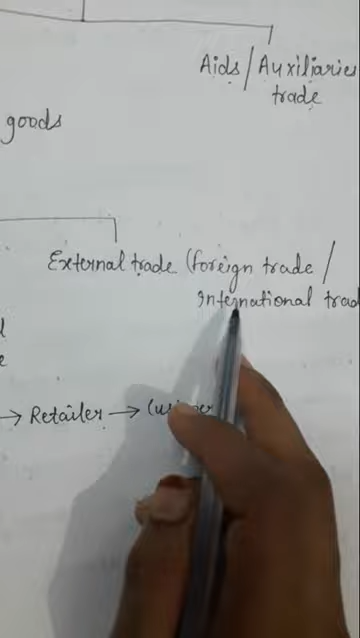 Aids/Auxiliaries
trade
goods
External trade (foreign trade /
International trad
→ Retailer →